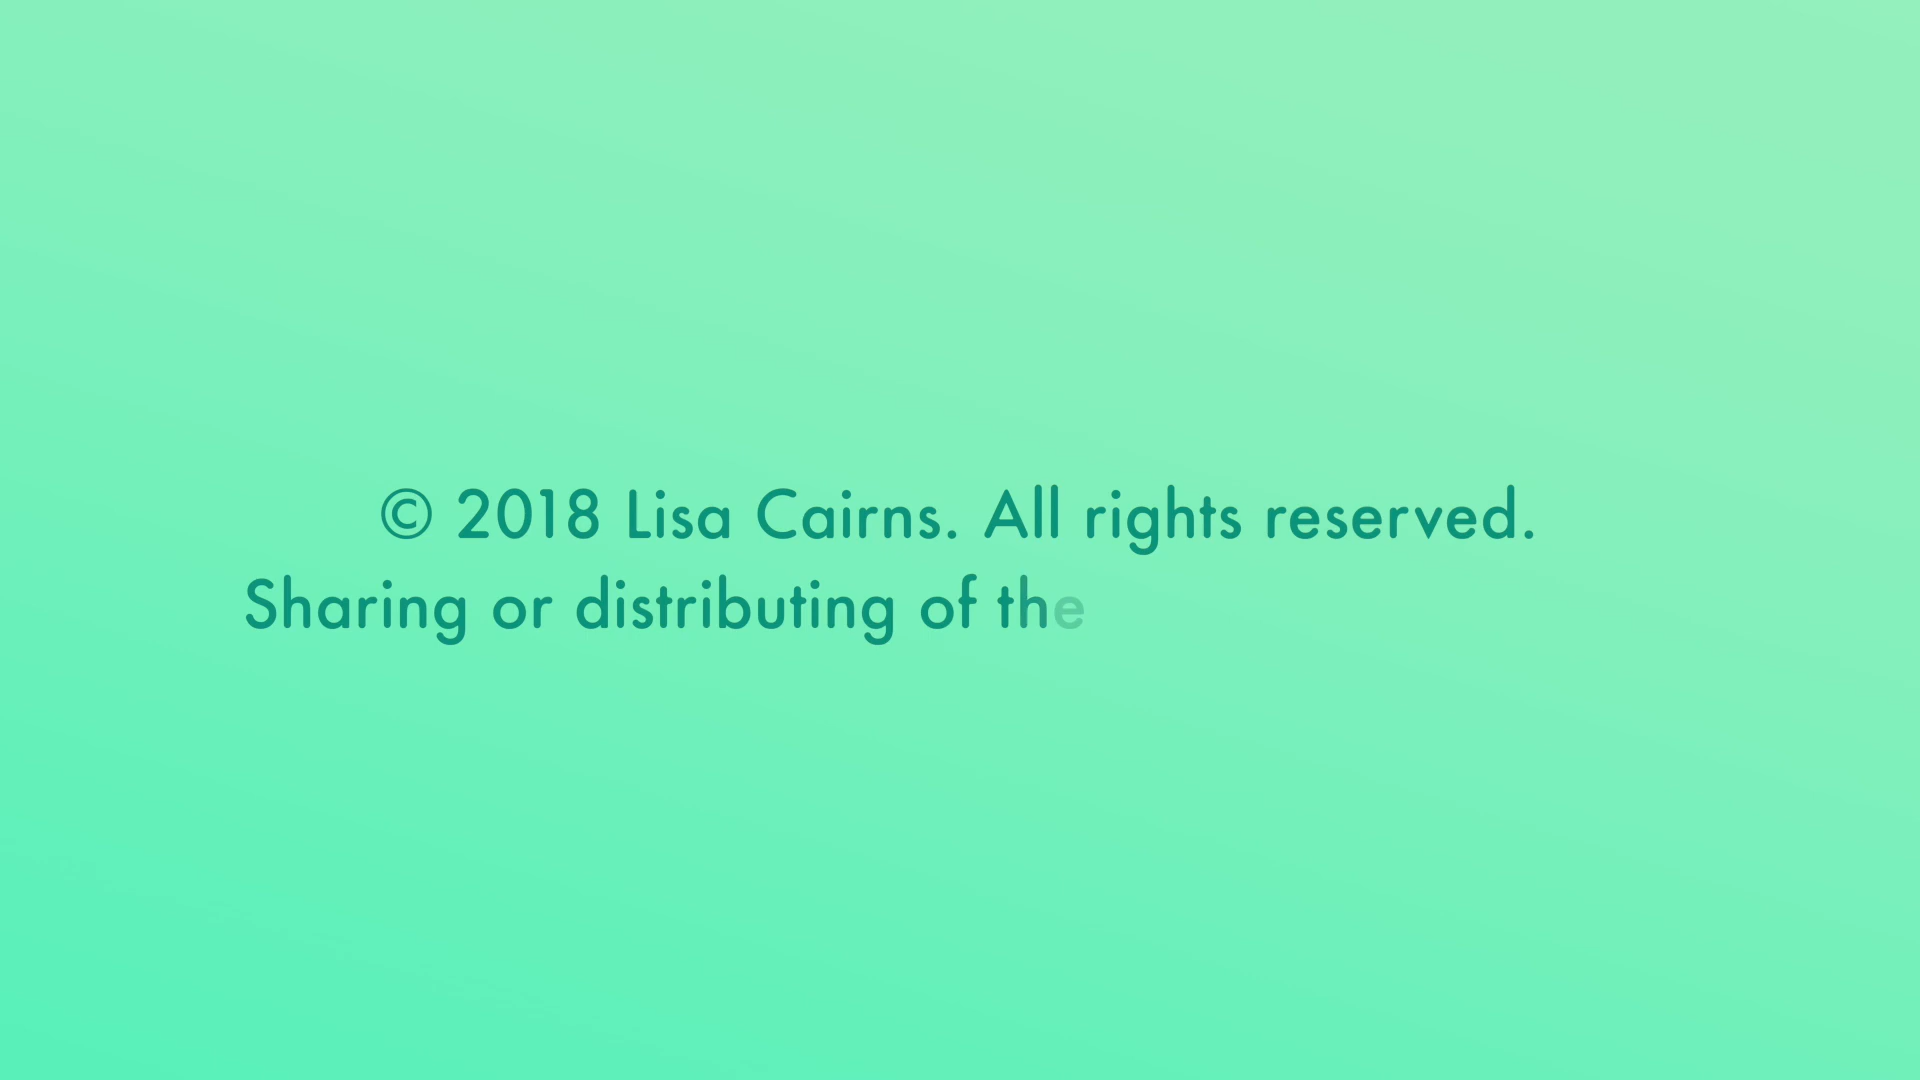 © 2018 Lisa Cairns. All rights reserved.
Sharing or distributing of the